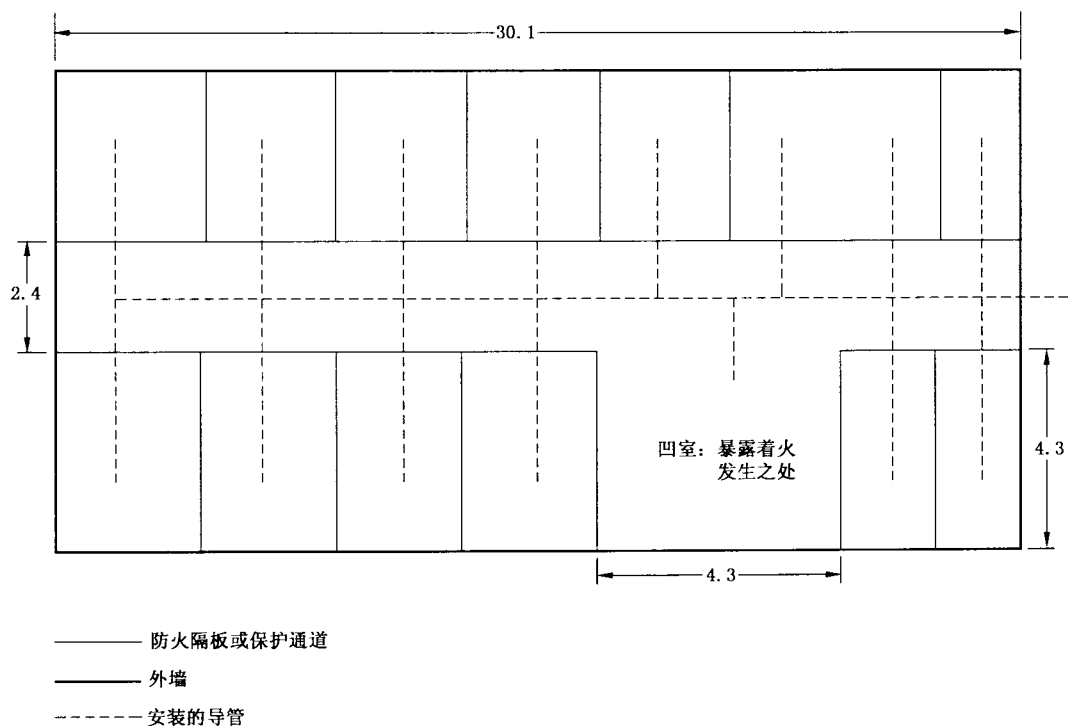 30.1
2.4
凹室：暴露着火
发生之处
4.3
4.3
防火隔板或保护通道
外墙
安装的导管